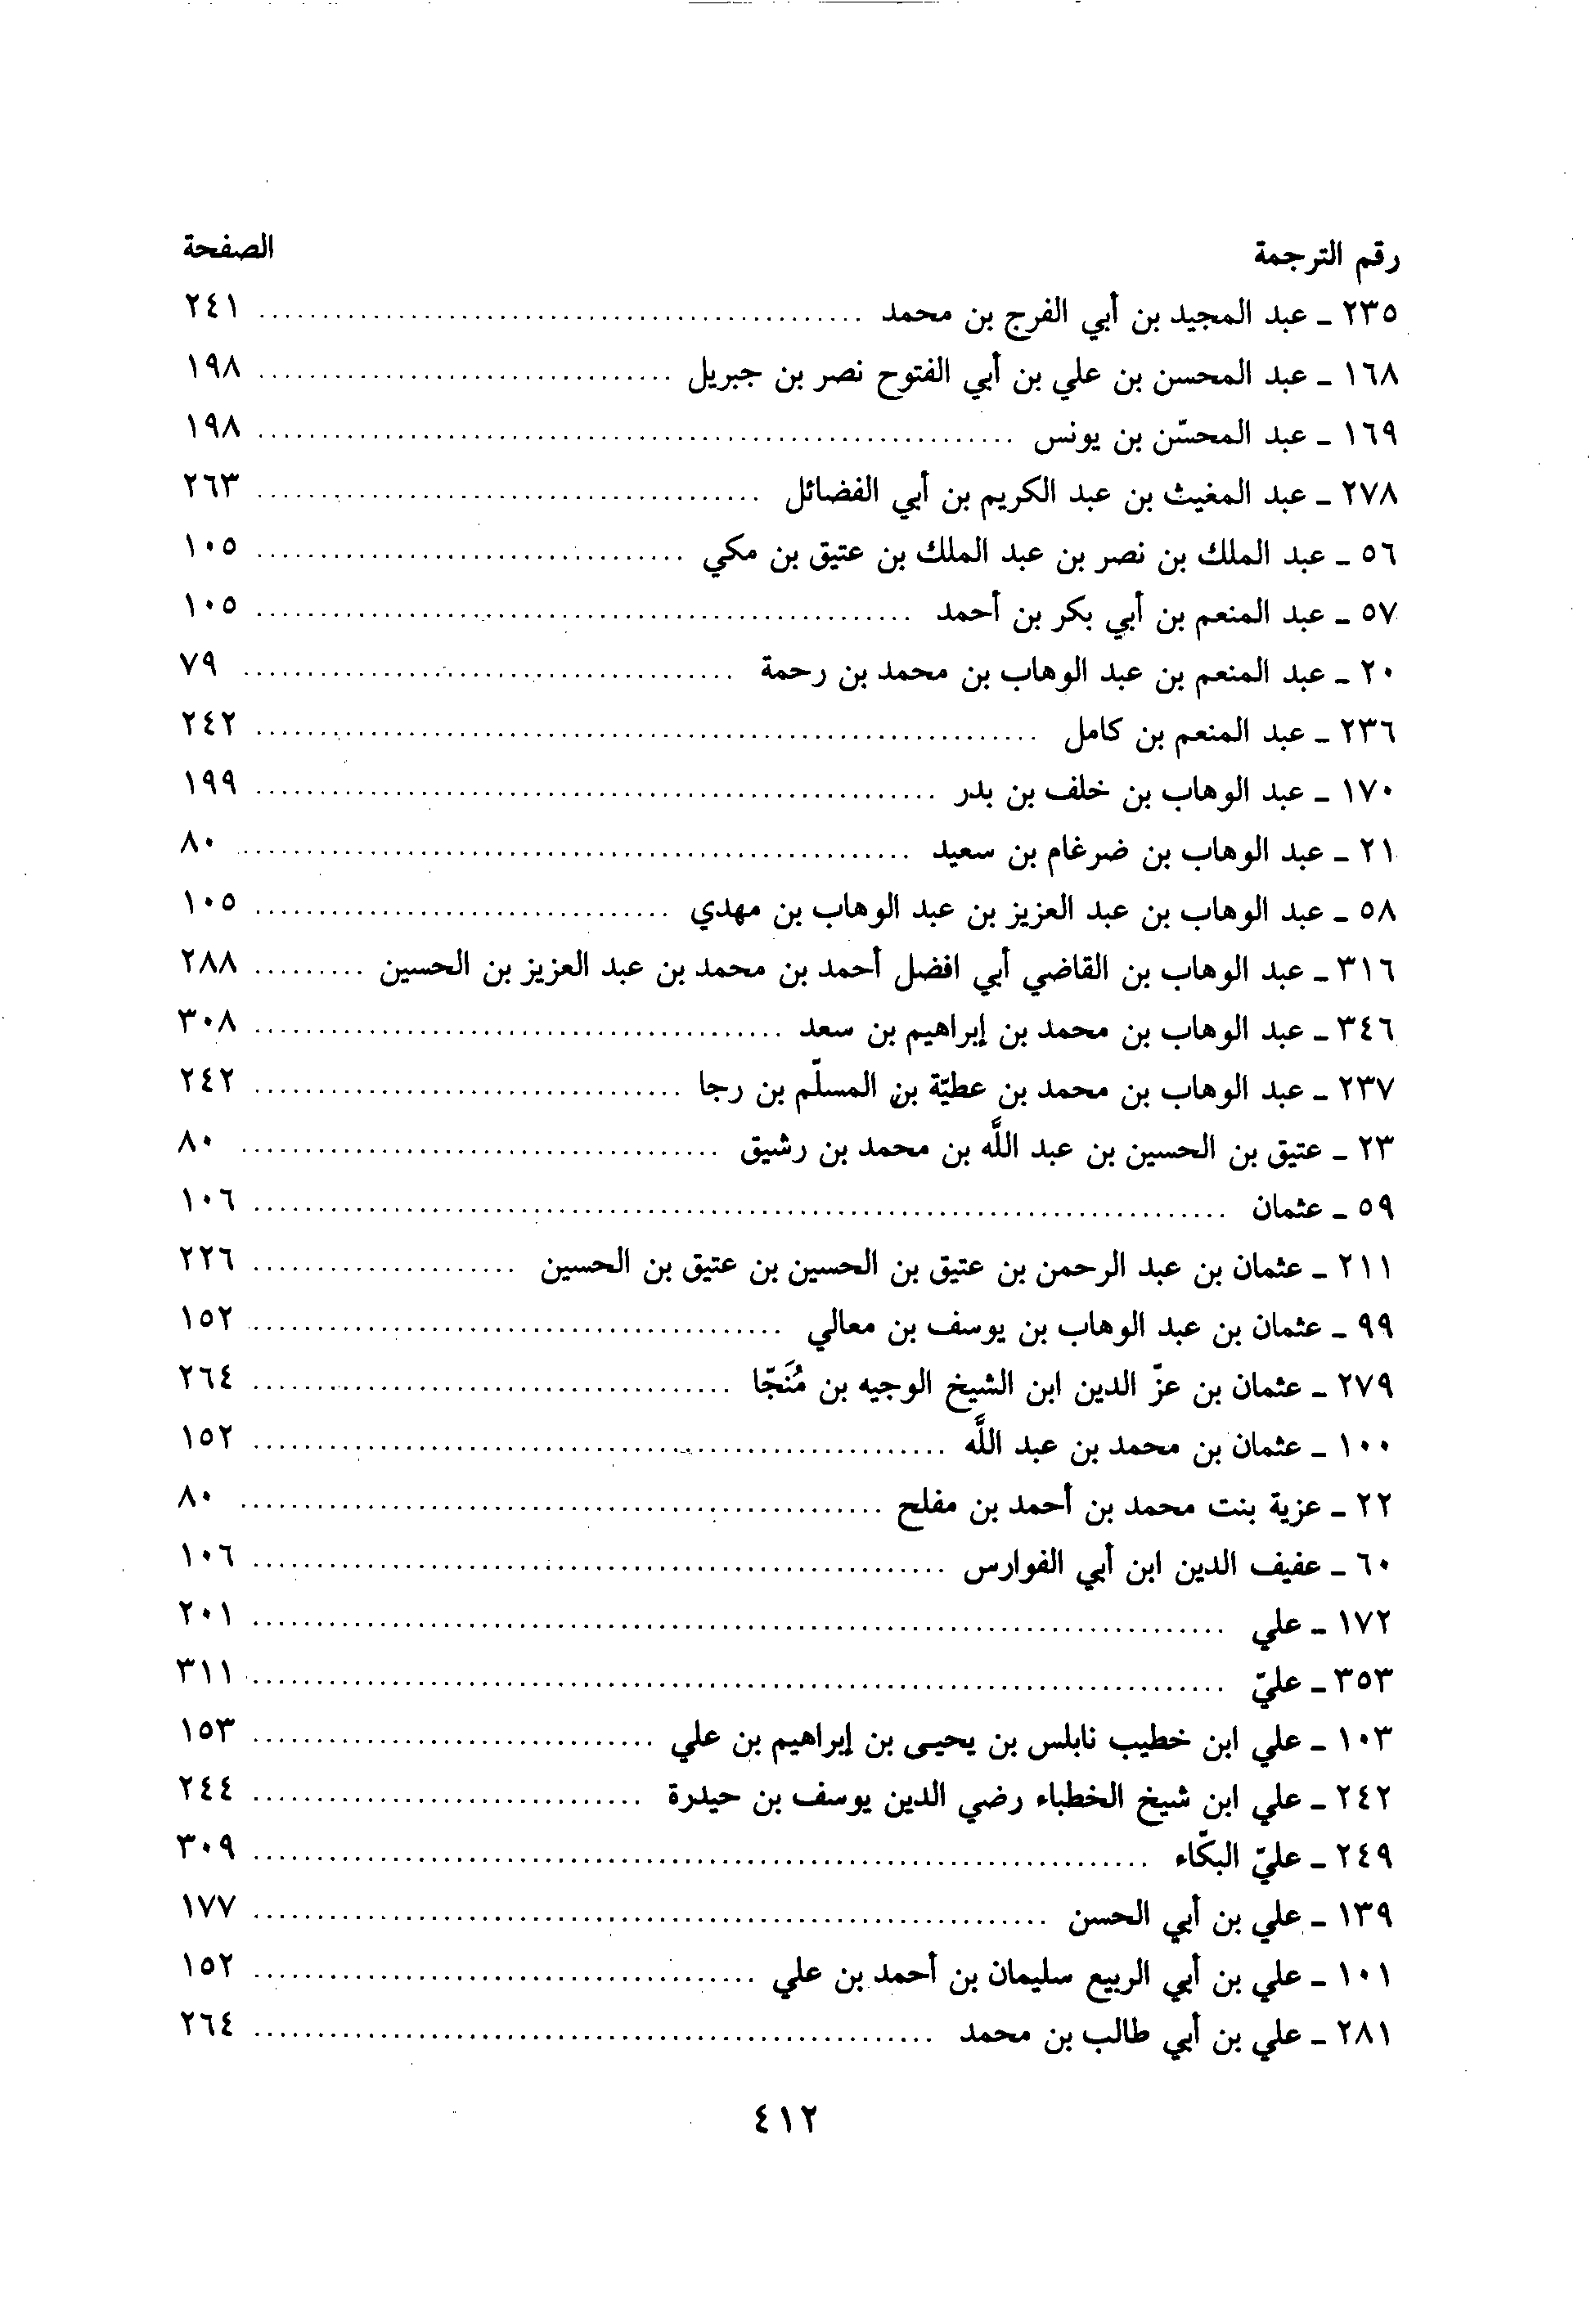 رقم الترجمة الصفحة
٢٣٥ ـ عبد المجيد بن أبي الفرج بن محمد ........ ٢٤١
١٦٨ ـ عبد المحسن بن علي بن أبي الفتوح نصر بن جبريل ........ ١٩٨
١٦٩ ـ عبد المحسّن بن يونس ........ ١٩٨
٢٧٨ ـ عبد المغيث بن عبد الكريم بن أبي الفضائل ........ ٢٦٣
٥٦ ـ عبد الملك بن نصر بن عبد الملك بن عتيق بن مكي ........ ١٠٥
٥٧ ـ عبد المنعم بن أبي بكر بن أحمد ........ ١٠٥
٢٠ ـ عبد المنعم بن عبد الوهاب بن محمد بن رحمة ........ ٧٩
٢٣٦ ـ عبد المنعم بن كامل ........ ٢٤٢
١٧٠ ـ عبد الوهاب بن خلف بن بدر ........ ١٩٩
٢١ ـ عبد الوهاب بن ضرغام بن سعيد ........ ٨٠
٥٨ ـ عبد الوهاب بن عبد العزيز بن عبد الوهاب بن مهدي ........ ١٠٥
٣١٦ ـ عبد الوهاب بن القاضي أبي افضل أحمد بن محمد بن عبد العزيز بن الحسين ........ ٢٨٨
٣٤٦ ـ عبد الوهاب بن محمد بن إبراهيم بن سعد ........ ٣٠٨
٢٣٧ ـ عبد الوهاب بن محمد بن عطيّة بن المسلّم بن رجا ........ ٢٤٢
٢٣ ـ عتيق بن الحسين بن عبد اللَّه بن محمد بن رشيق ........ ٨٠
٥٩ ـ عثمان ........ ١٠٦
٢١١ ـ عثمان بن عبد الرحمن بن عتيق بن الحسين بن عتيق بن الحسين ........ ٢٢٦
٩٩ ـ عثمان بن عبد الوهاب بن يوسف بن معالي ........ ١٥٢
٢٧٩ ـ عثمان بن عزّ الدين ابن الشيخ الوجيه بن مُنَجّا ........ ٢٦٤
١٠٠ ـ عثمان بن محمد بن عبد اللَّه ........ ١٥٢
٢٢ ـ عزية بنت محمد بن أحمد بن مفلح ........ ٨٠
٦٠ ـ عفيف الدين ابن أبي الفوارس ........ ١٠٦
١٧٢ ـ علي ........ ٢٠١
٣٥٣ ـ عليّ ........ ٣١١
١٠٣ ـ علي ابن خطيب نابلس بن يحيى بن إبراهيم بن علي ........ ١٥٣
٢٤٢ ـ علي ابن شيخ الخطباء رضي الدين يوسف بن حيدرة ........ ٢٤٤
٢٤٩ ـ عليّ البكّاء ........ ٣٠٩
١٣٩ ـ علي بن أبي الحسن ........ ١٧٧
١٠١ ـ علي بن أبي الربيع سليمان بن أحمد بن علي ........ ١٥٢
٢٨١ ـ علي بن أبي طالب بن محمد ........ ٢٦٤
٤١٢